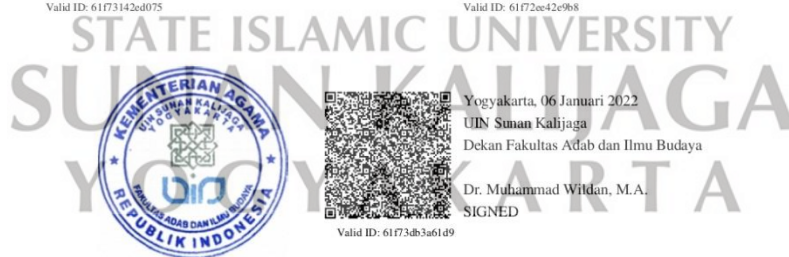 Valid ID: 61f73142ed075
Valid ID: 61f72ee42e9b8
STATE ISLAMIC UNIVERSITY
SUNAN KALIJAGA
YOGYAKARTA
KEMENTERIAN AGAMA
UIN SUNAN KALIJAGA
YOGYAKARTA
uin
FAKULTAS ADAB DAN ILMU BUDAYA
REPUBLIK INDONESIA
Valid ID: 61f73db3a61d9
Yogyakarta, 06 Januari 2022
UIN Sunan Kalijaga
Dekan Fakultas Adab dan Ilmu Budaya
Dr. Muhammad Wildan, M.A.
SIGNED